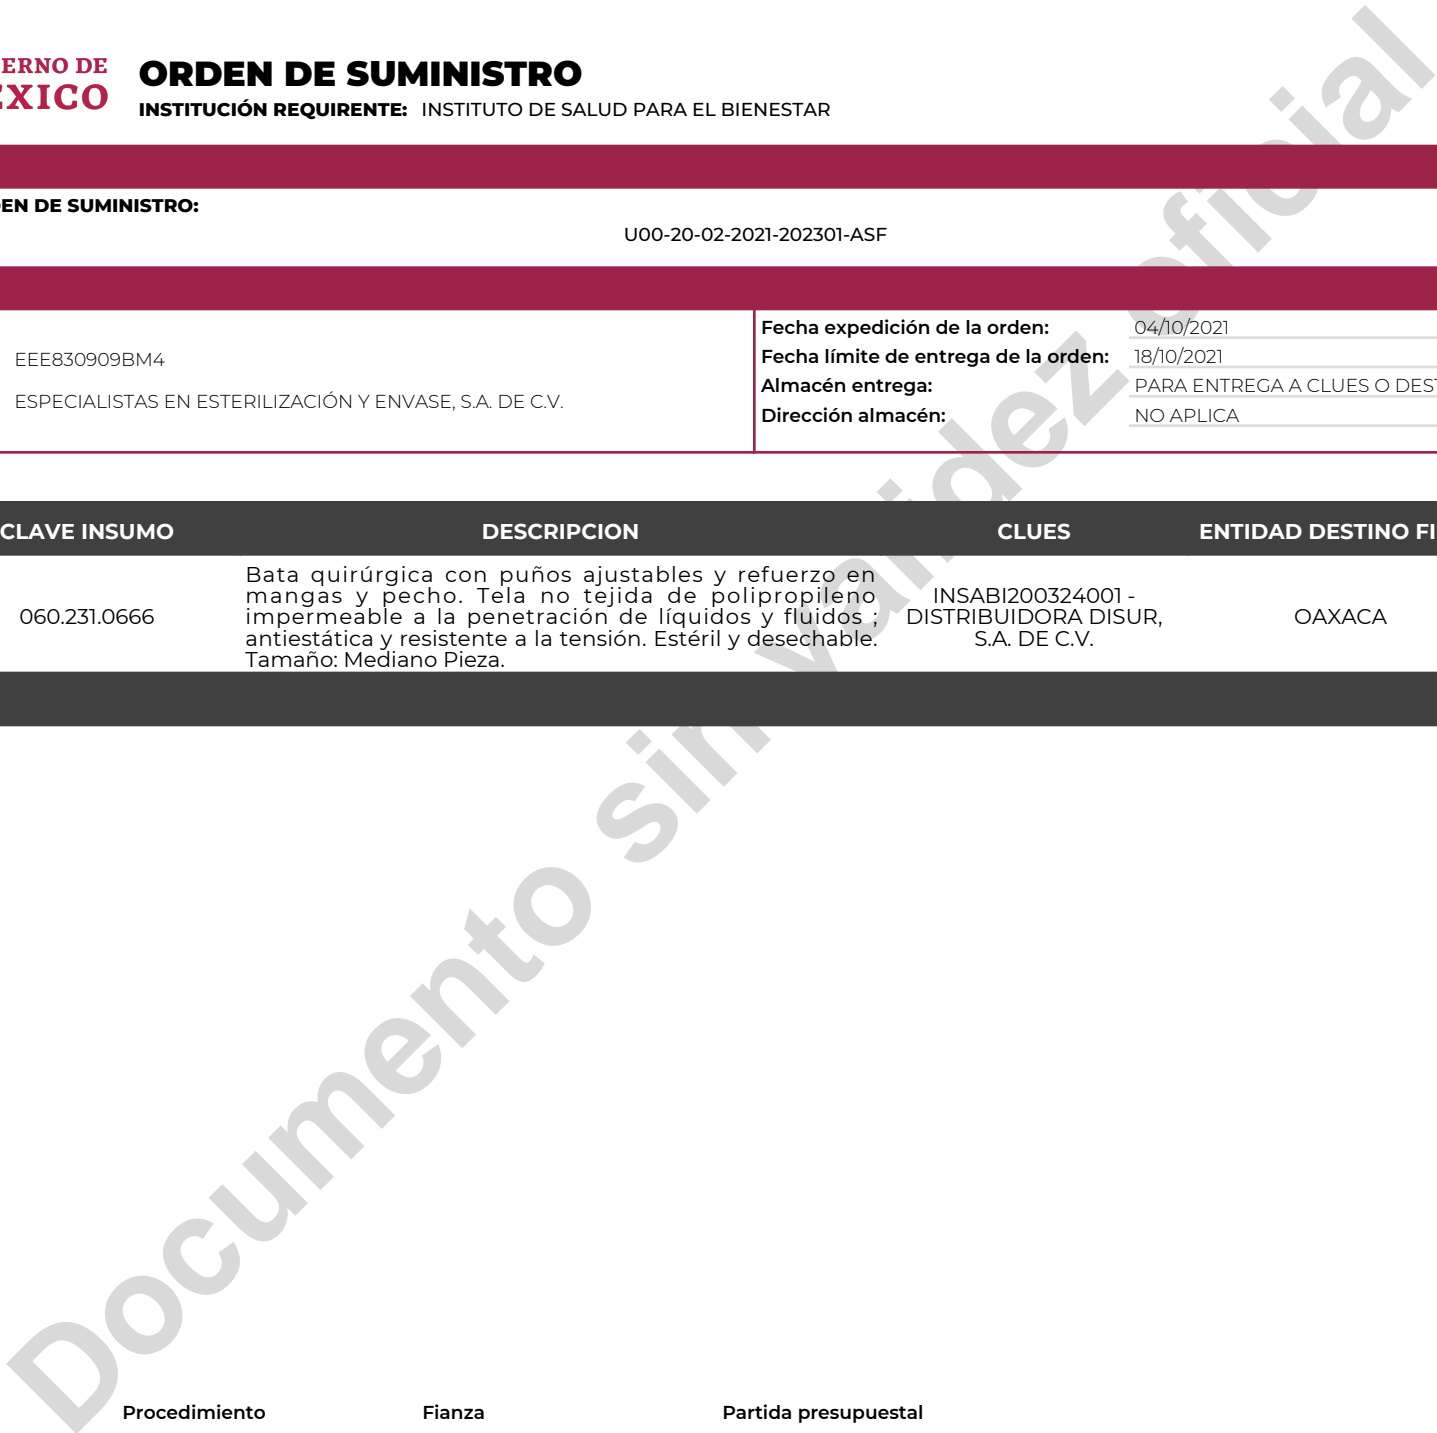 ERNO DE
ÉXICO
ORDEN DE SUMINISTRO
INSTITUCIÓN REQUIRENTE: INSTITUTO DE SALUD PARA EL BIENESTAR
EN DE SUMINISTRO:
U00-20-02-2021-202301-ASF
EEE830909BM4
ESPECIALISTAS EN ESTERILIZACIÓN Y ENVASE, S.A. DE C.V.
Fecha expedición de la orden: 04/10/2021
Fecha límite de entrega de la orden: 18/10/2021
Almacén entrega: PARA ENTREGA A CLUES O DEST
Dirección almacén: NO APLICA
CLAVE INSUMO DESCRIPCION CLUES ENTIDAD DESTINO FI
060.231.0666
Bata quirúrgica con puños ajustables y refuerzo en
mangas y pecho. Tela no tejida de polipropileno
impermeable a la penetración de líquidos y fluidos ;
antiestática y resistente a la tensión. Estéril y desechable.
Tamaño: Mediano Pieza.
INSABI200324001 -
DISTRIBUIDORA DISUR,
S.A. DE C.V.
OAXACA
Documento sin validez oficial
Procedimiento Fianza Partida presupuestal